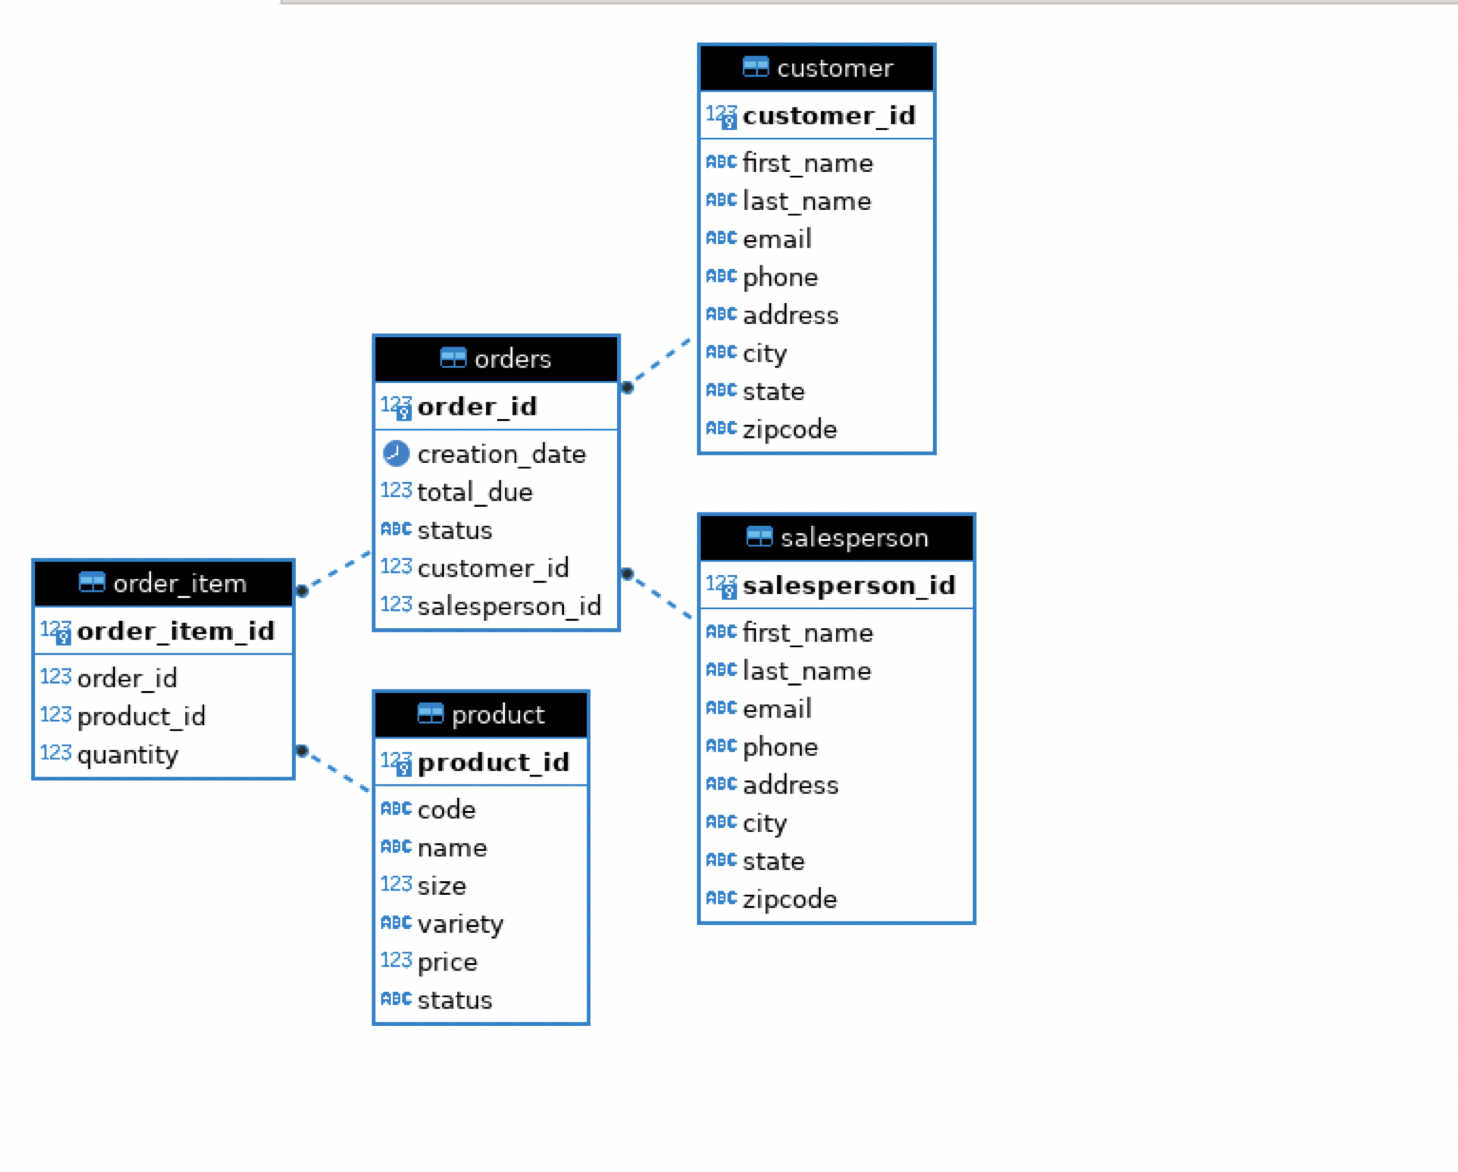 customer
123 customer_id
ABC first_name
ABC last_name
ABC email
ABC phone
ABC address
ABC city
ABC state
ABC zipcode
orders
123 order_id
creation_date
123 total_due
ABC status
123 customer_id
123 salesperson_id
salesperson
123 salesperson_id
ABC first_name
ABC last_name
ABC email
ABC phone
ABC address
ABC city
ABC state
ABC zipcode
order_item
123 order_item_id
123 order_id
123 product_id
123 quantity
product
123 product_id
ABC code
ABC name
123 size
ABC variety
123 price
ABC status